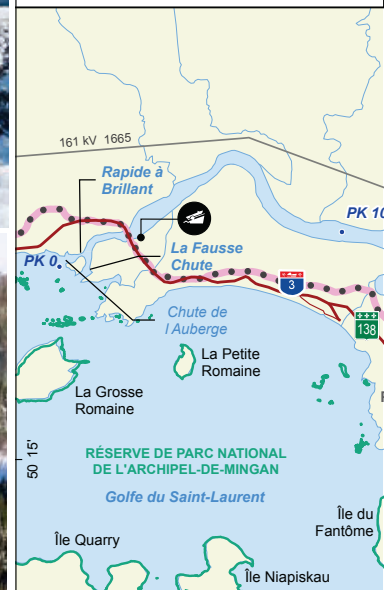 161 kV 1665
Rapide à
Brillant
PK 10
La Fausse
Chute
PK 0
3
Chute de
l Auberge
138
La Petite
Romaine
La Grosse
Romaine
RÉSERVE DE PARC NATIONAL
DE L'ARCHIPEL-DE-MINGAN
50 15'
Golfe du Saint-Laurent
Île du
Fantôme
Île Quarry
Île Niapiskau